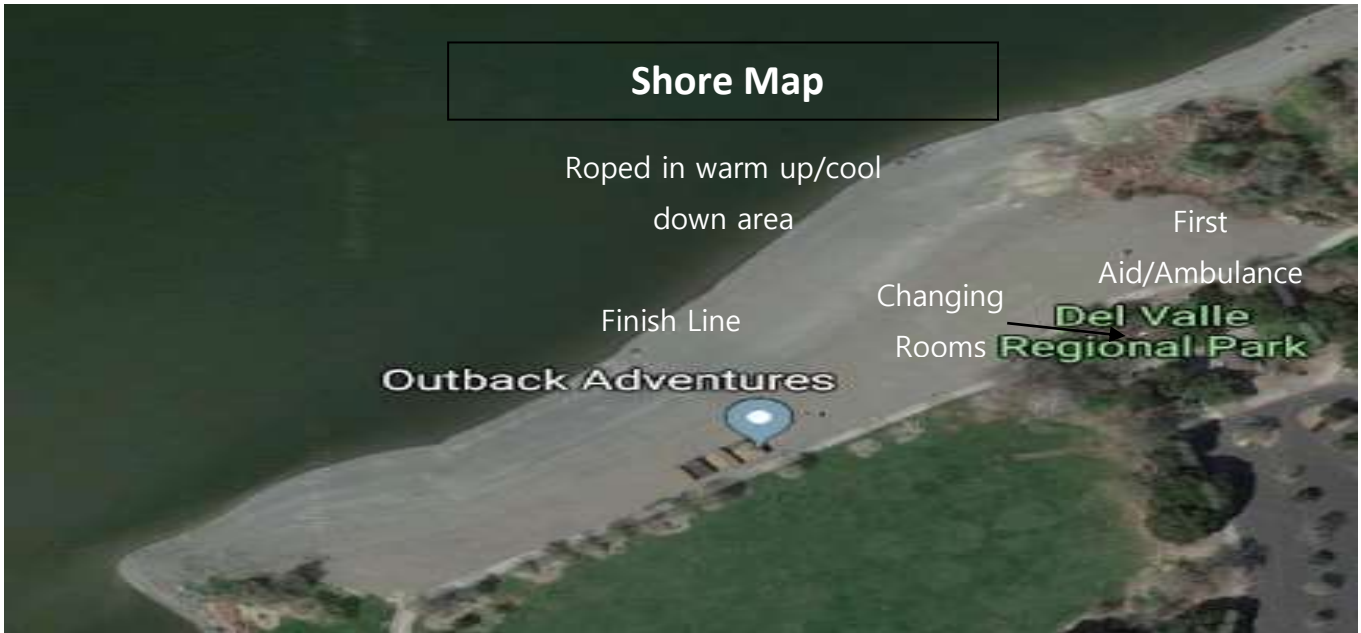 Shore Map
Roped in warm up/cool
down area
First
Aid/Ambulance
Changing
Rooms
Del Valle
Regional Park
Finish Line
Outback Adventures